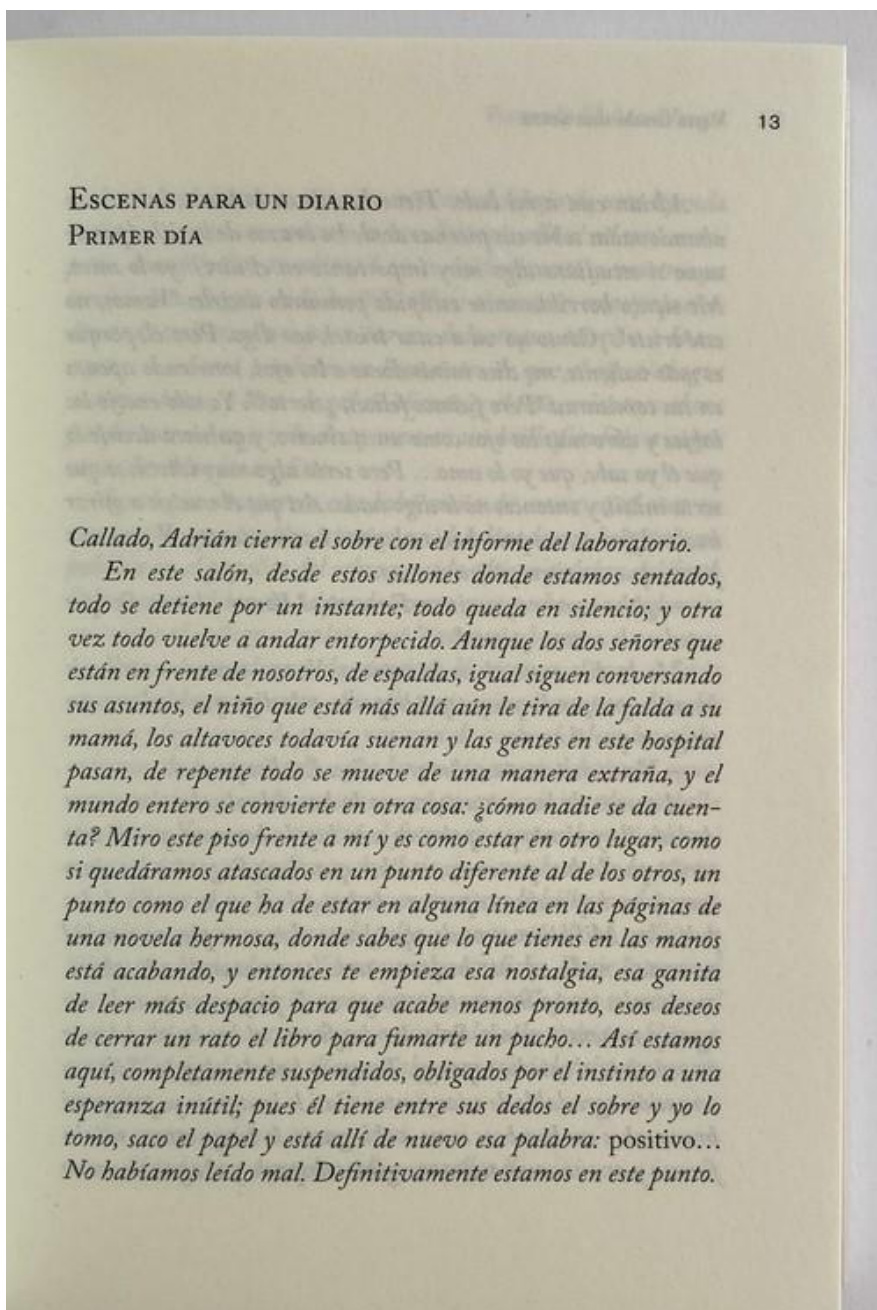 13
ESCENAS PARA UN DIARIO
PRIMER DÍA
Callado, Adrián cierra el sobre con el informe del laboratorio.
En este salón, desde estos sillones donde estamos sentados,
todo se detiene por un instante; todo queda en silencio; y otra
vez todo vuelve a andar entorpecido. Aunque los dos señores que
están en frente de nosotros, de espaldas, igual siguen conversando
sus asuntos, el niño que está más allá aún le tira de la falda a su
mamá, los altavoces todavía suenan y las gentes en este hospital
pasan, de repente todo se mueve de una manera extraña, y el
mundo entero se convierte en otra cosa: ¿cómo nadie se da cuen-
ta? Miro este piso frente a mí y es como estar en otro lugar, como
si quedáramos atascados en un punto diferente al de los otros, un
punto como el que ha de estar en alguna línea en las páginas de
una novela hermosa, donde sabes que lo que tienes en las manos
está acabando, y entonces te empieza esa nostalgia, esa ganita
de leer más despacio para que acabe menos pronto, esos deseos
de cerrar un rato el libro para fumarte un pucho... Así estamos
aquí, completamente suspendidos, obligados por el instinto a una
esperanza inútil; pues él tiene entre sus dedos el sobre y yo lo
tomo, saco el papel y está allí de nuevo esa palabra: positivo...
No habíamos leído mal. Definitivamente estamos en este punto.